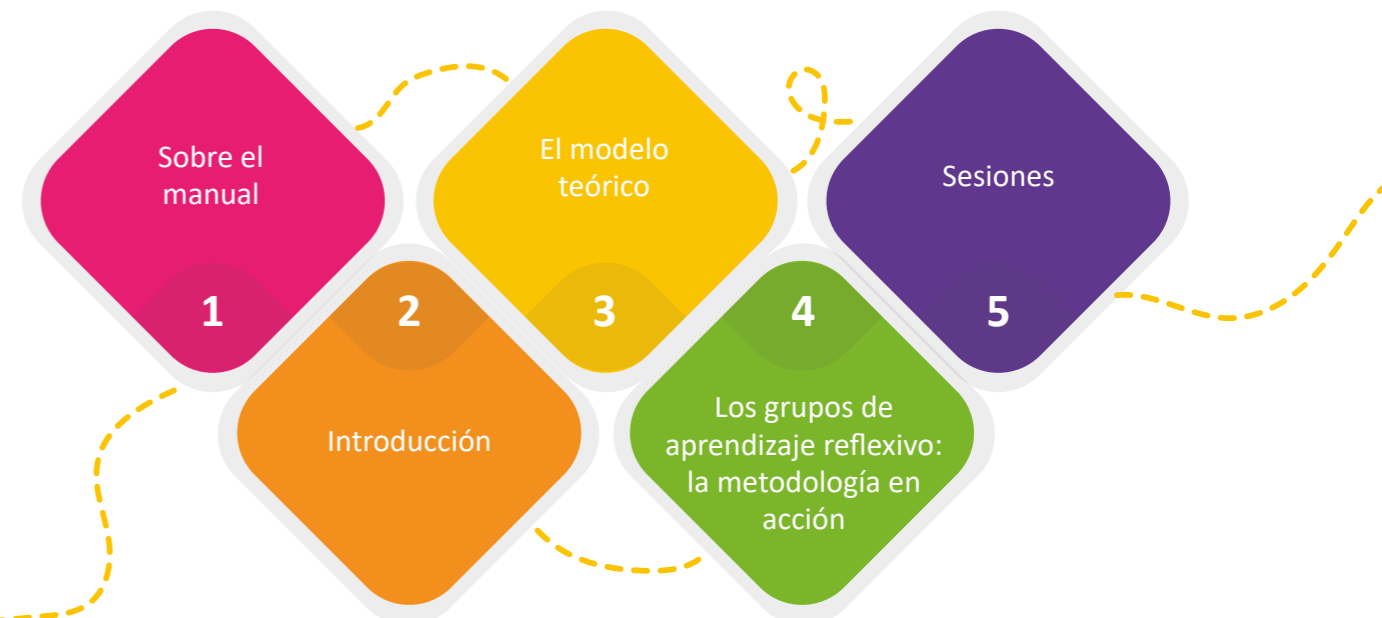 Sobre el
manual
1
2
Introducción
El modelo
teórico
3
4
Los grupos de
aprendizaje reflexivo:
la metodología en
acción
Sesiones
5